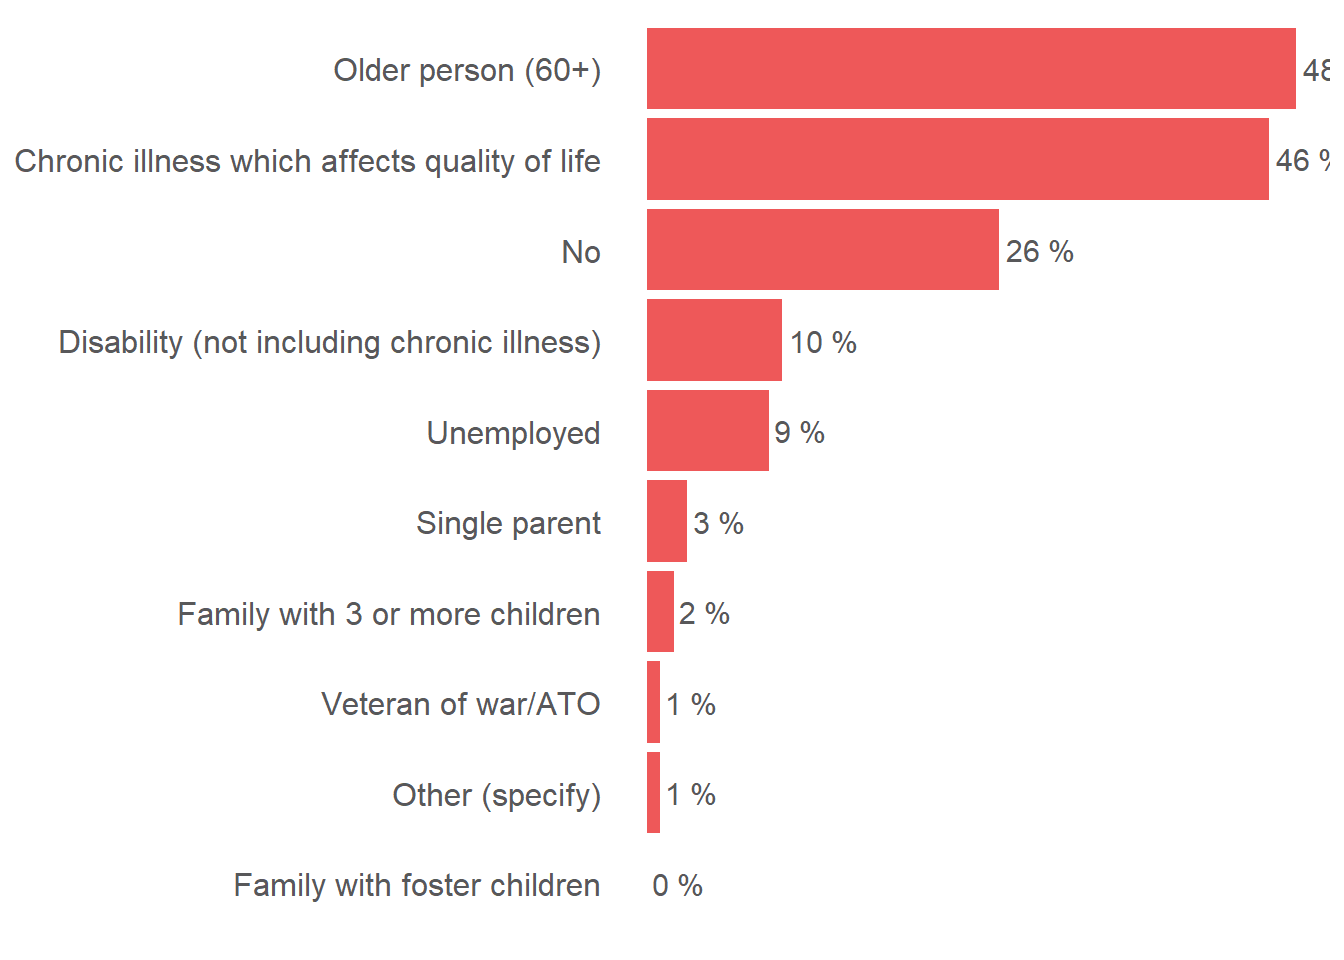 Older person (60+) 48
Chronic illness which affects quality of life 46 %
No 26 %
Disability (not including chronic illness) 10 %
Unemployed 9 %
Single parent 3 %
Family with 3 or more children 2 %
Veteran of war/ATO 1 %
Other (specify) 1 %
Family with foster children 0 %